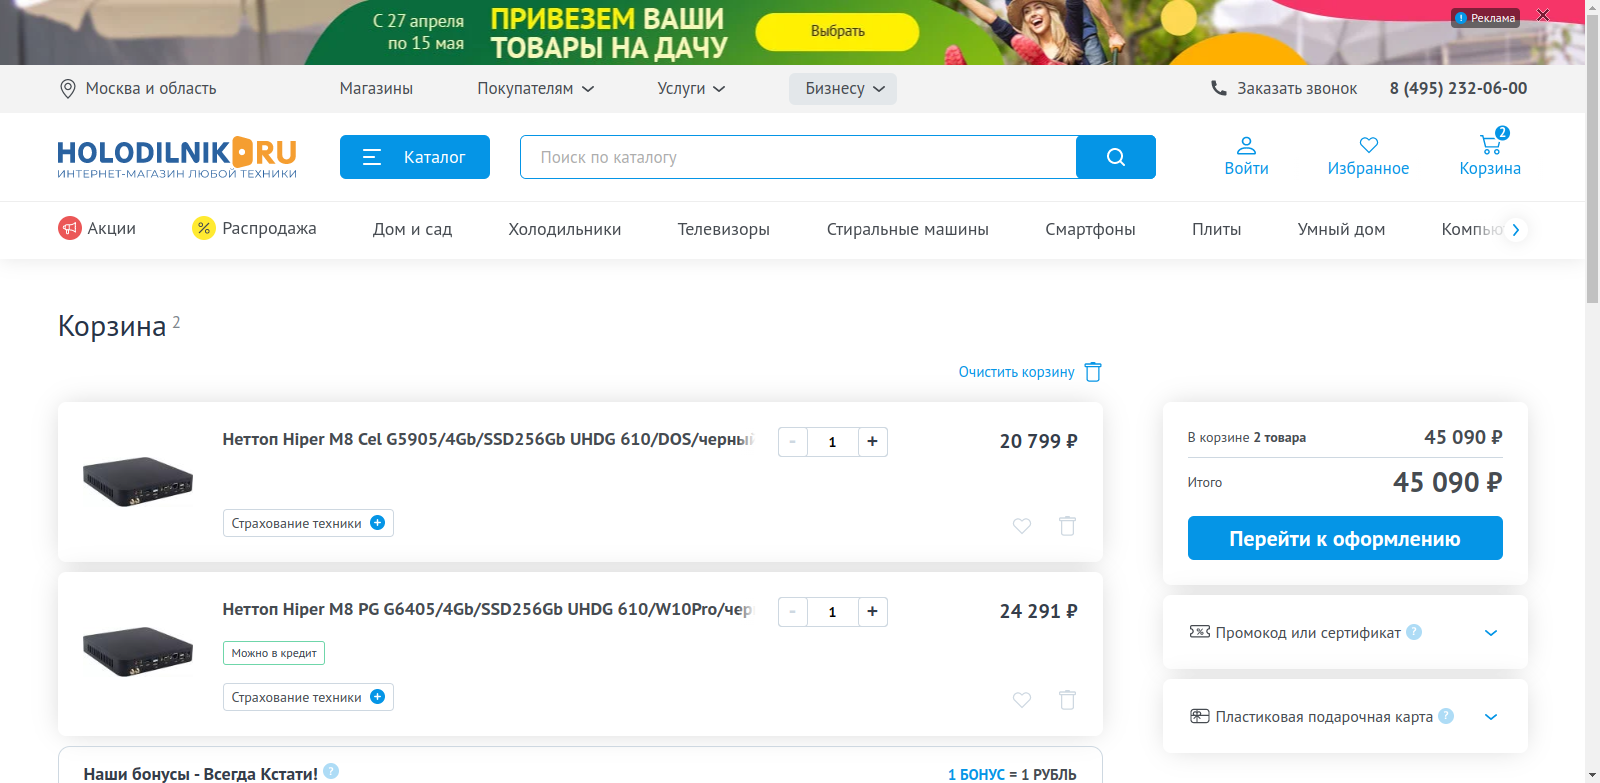 С 27 апреля
по 15 мая
ПРИВЕЗЕМ ВАШИ
ТОВАРЫ НА ДАЧУ
Выбрать
Реклама
Москва и область
Магазины
Покупателям
Услуги
Бизнесу
Заказать звонок
8 (495) 232-06-00
HOLODILNIK RU
ИНТЕРНЕТ-МАГАЗИН ЛЮБОЙ ТЕХНИКИ
Каталог
Поиск по каталогу
Войти
Избранное
2
Корзина
Акции
% Распродажа
Дом и сад
Холодильники
Телевизоры
Стиральные машины
Смартфоны
Плиты
Умный дом
Компью
Корзина 2
Очистить корзину
Неттоп Hiper M8 Cel G5905/4Gb/SSD256Gb UHDG 610/DOS/черный
- 1 +
20 799 ₽
Страхование техники +
Неттоп Hiper M8 PG G6405/4Gb/SSD256Gb UHDG 610/W10Pro/чер
- 1 +
24 291 ₽
Можно в кредит
Страхование техники +
Наши бонусы - Всегда Кстати! ?
1 БОНУС = 1 РУБЛЬ
В корзине 2 товара
45 090 ₽
Итого
45 090 ₽
Перейти к оформлению
Промокод или сертификат ?
Пластиковая подарочная карта ?